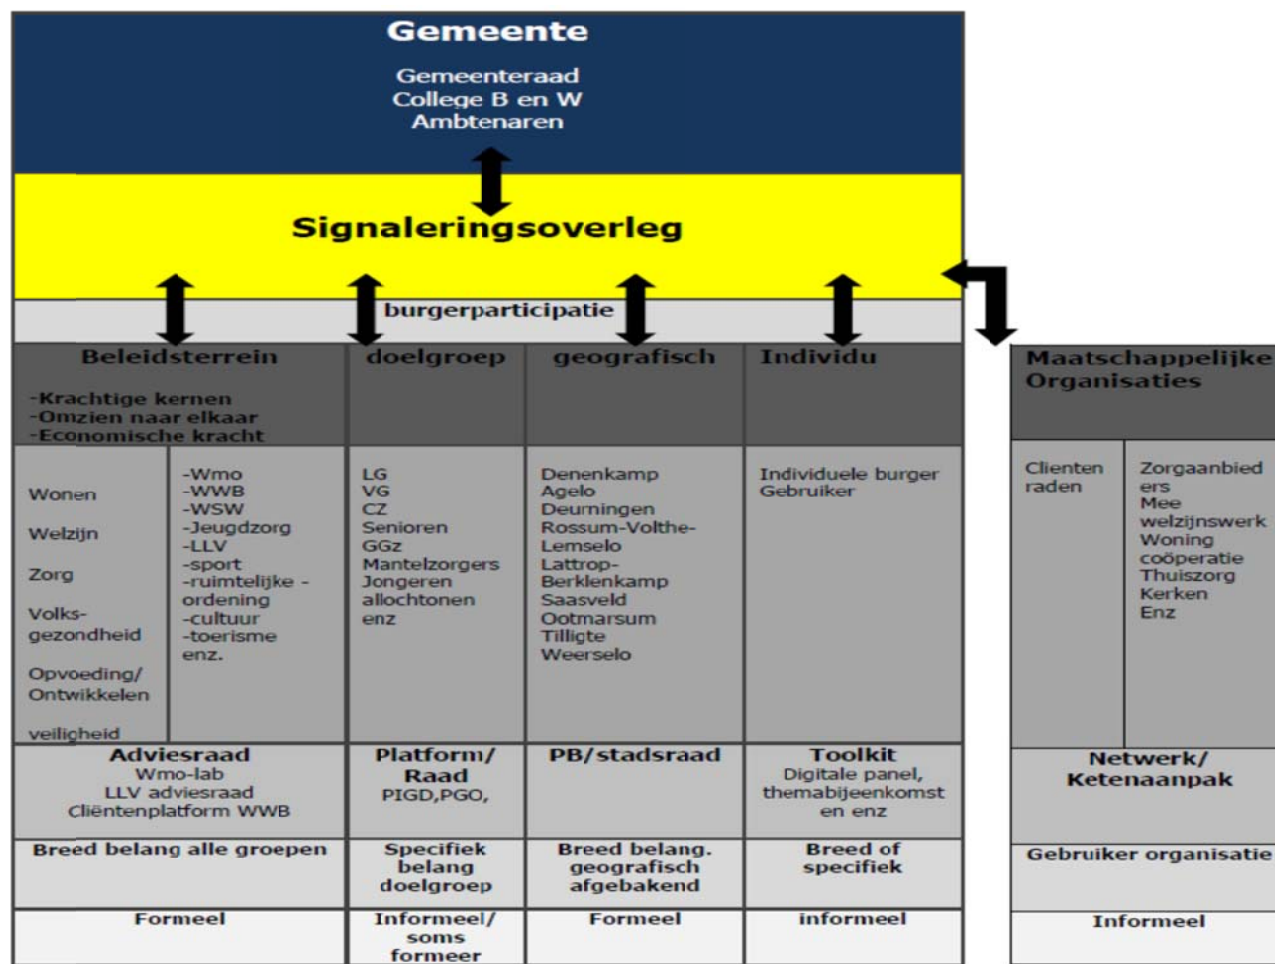 Gemeente
Gemeenteraad
College B en W
Ambtenaren
Signaleringsoverleg
burgerparticipatie
Beleidsterrein
-Krachtige kernen
-Omzien naar elkaar
-Economische kracht
doelgroep
geografisch
Individu
Maatschappelijke
Organisaties
Wonen
Welzijn
Zorg
Volks-
gezondheid
Opvoeding/
Ontwikkelen
veiligheid
-Wmo
-WWB
-WSW
-Jeugdzorg
-LLV
-sport
-ruimtelijke -
ordening
-cultuur
-toerisme
enz.
LG
VG
CZ
Senioren
GGz
Mantelzorgers
Jongeren
allochtonen
enz
Denenkamp
Agelo
Deurningen
Rossum-Volthe-
Lemselo
Lattrop-
Berklenkamp
Saasveld
Ootmarsum
Tilligte
Weerselo
Individuele burger
Gebruiker
Clienten
raden
Zorgaanbied
ers
Mee
welzijnswerk
Woning
coöperatie
Thuiszorg
Kerken
Enz
Adviesraad
Wmo-lab
LLV adviesraad
Cliëntenplatform WWB
Platform/
Raad
PIGD,PGO,
PB/stadsraad
Toolkit
Digitale panel,
themabijeenkomst
en enz
Netwerk/
Ketenaanpak
Breed belang alle groepen
Specifiek
belang
doelgroep
Breed belang.
geografisch
afgebakend
Breed of
specifiek
Gebruiker organisatie
Formeel
Informeel/
soms
formeer
Formeel
informeel
Informeel